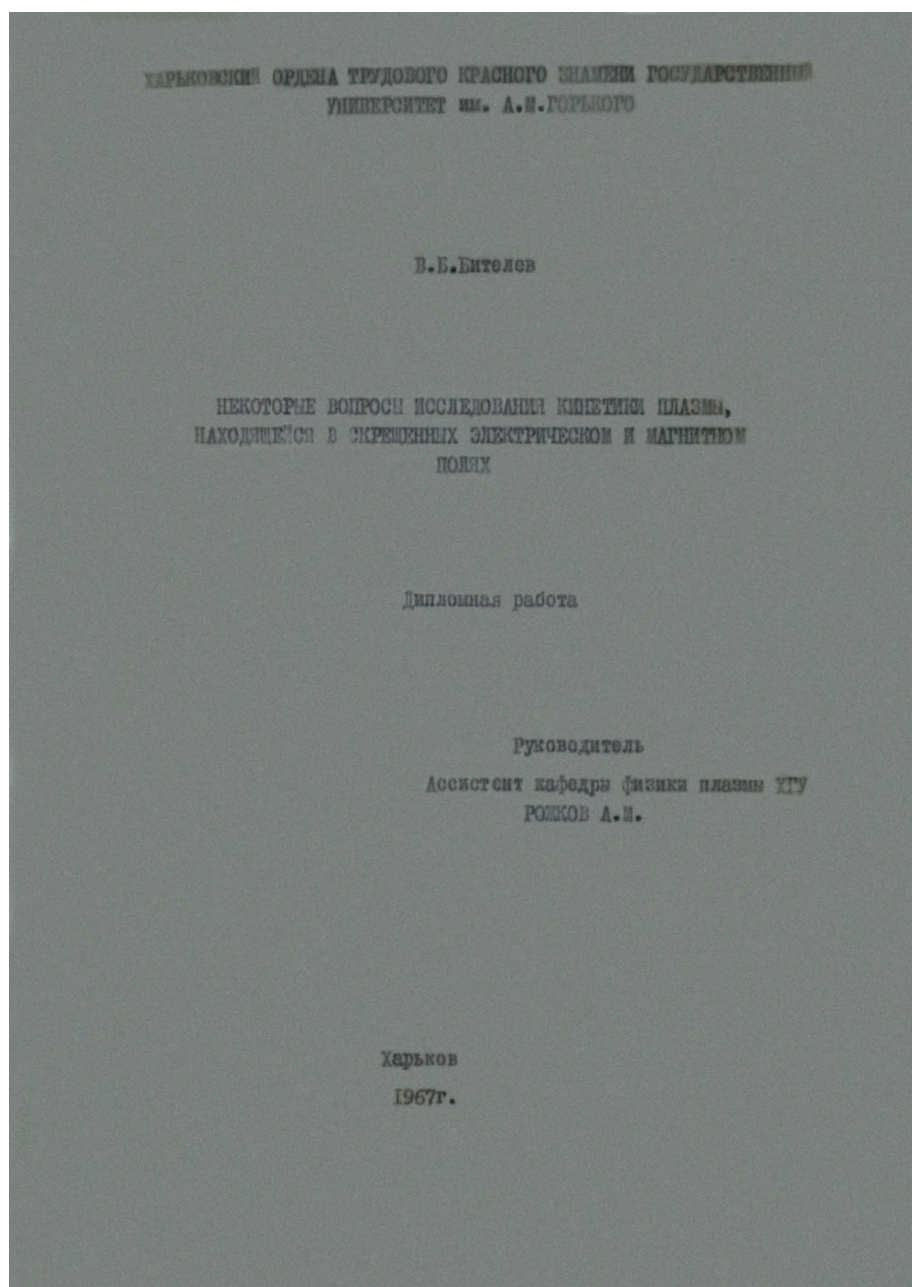 ХАРЬКОВСКИЙ ОРДЕНА ТРУДОВОГО КРАСНОГО ЗНАМЕНИ ГОСУДАРСТВЕННЫЙ
УНИВЕРСИТЕТ им. А.М.ГОРЬКОГО
В.Б.Бителев
НЕКОТОРЫЕ ВОПРОСЫ ИССЛЕДОВАНИЯ КИНЕТИКИ ПЛАЗМЫ,
НАХОДЯЩЕЙСЯ В СКРЕЩЕННЫХ ЭЛЕКТРИЧЕСКОМ И МАГНИТНОМ
ПОЛЯХ
Дипломная работа
Руководитель
Ассистент кафедры физики плазмы ХГУ
РОЖКОВ А.М.
Харьков
1967г.